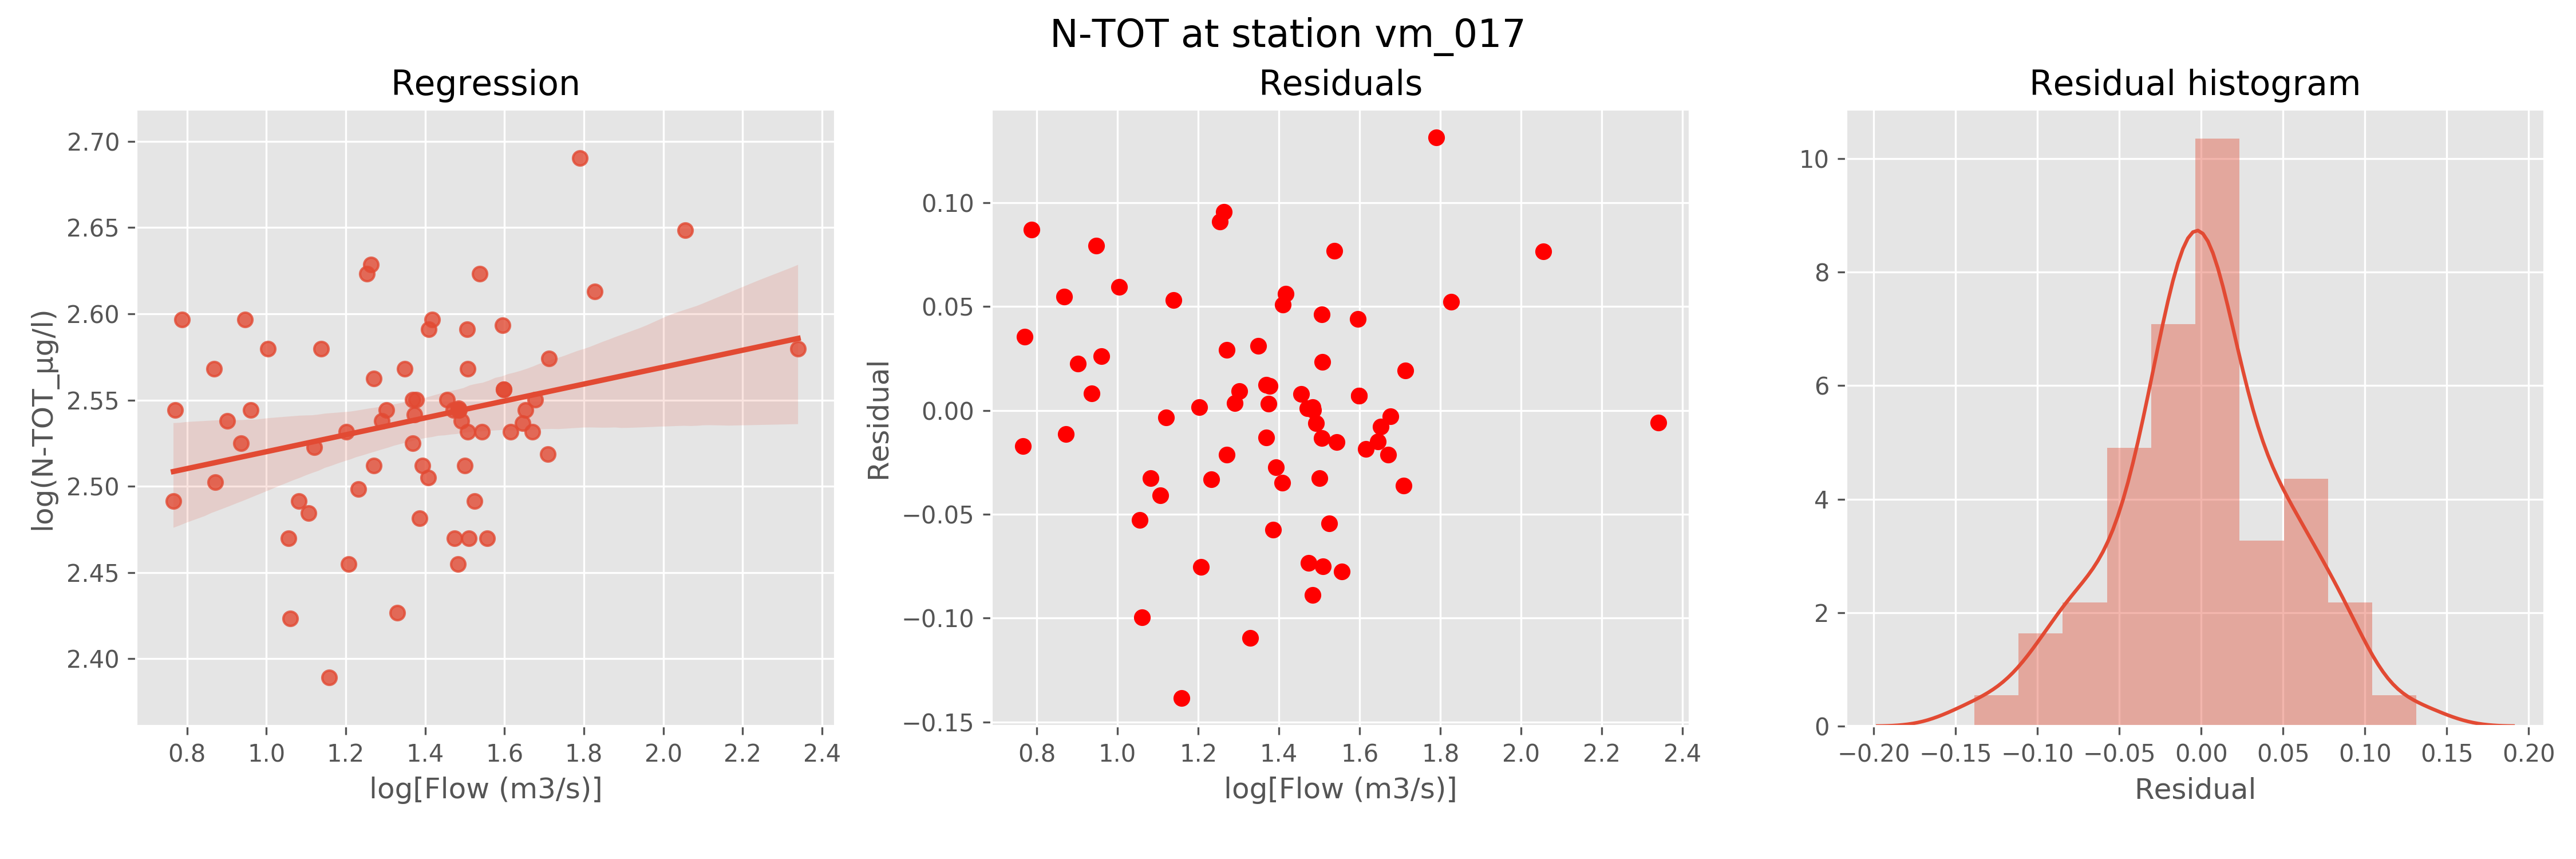 N-TOT at station vm_017
Regression
Residuals
Residual histogram
2.70
2.65
2.60
2.55
2.50
2.45
2.40
log(N-TOT_µg/l)
0.8 1.0 1.2 1.4 1.6 1.8 2.0 2.2 2.4
log[Flow (m3/s)]
0.10
0.05
0.00
−0.05
−0.10
−0.15
Residual
0.8 1.0 1.2 1.4 1.6 1.8 2.0 2.2 2.4
log[Flow (m3/s)]
10
8
6
4
2
0
−0.20 −0.15 −0.10 −0.05 0.00 0.05 0.10 0.15 0.20
Residual